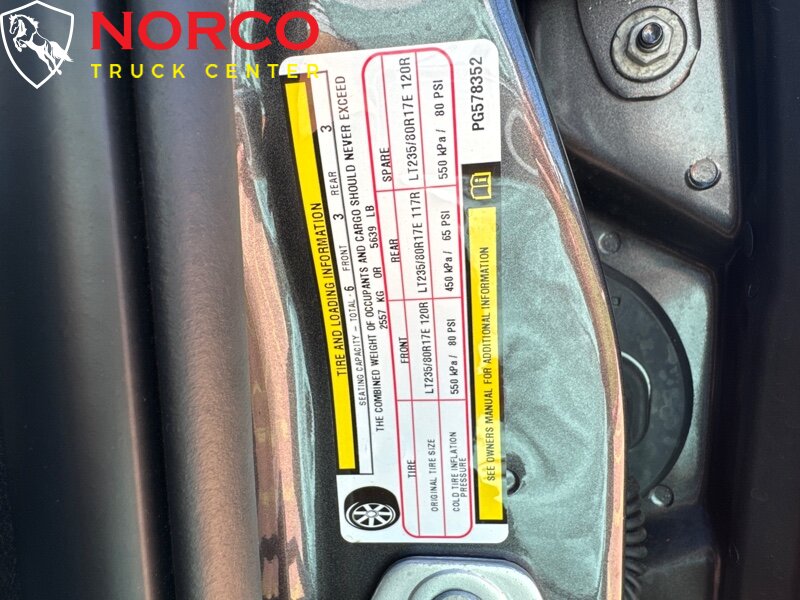 NORCO
TRUCK CENTER
TIRE AND LOADING INFORMATION
SEATING CAPACITY - TOTAL 6 FRONT 3 REAR 3
THE COMBINED WEIGHT OF OCCUPANTS AND CARGO SHOULD NEVER EXCEED
2557 KG OR 5639 LB
TIRE FRONT REAR SPARE
ORIGINAL TIRE SIZE LT235/80R17E 120R LT235/80R17E 117R LT235/80R17E 120R
COLD TIRE INFLATION
PRESSURE 550 kPa/ 80 PSI 450 kPa/ 65 PSI 550 kPa/ 80 PSI
SEE OWNERS MANUAL FOR ADDITIONAL INFORMATION
PG578352